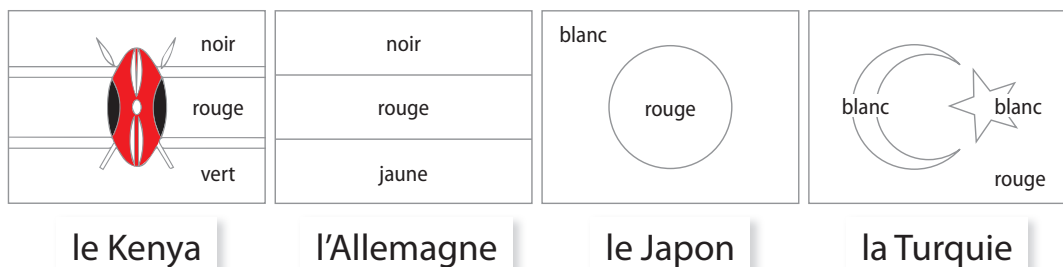 noir
rouge
vert
le Kenya
noir
rouge
jaune
l'Allemagne
blanc
rouge
le Japon
blanc
blanc
rouge
la Turquie